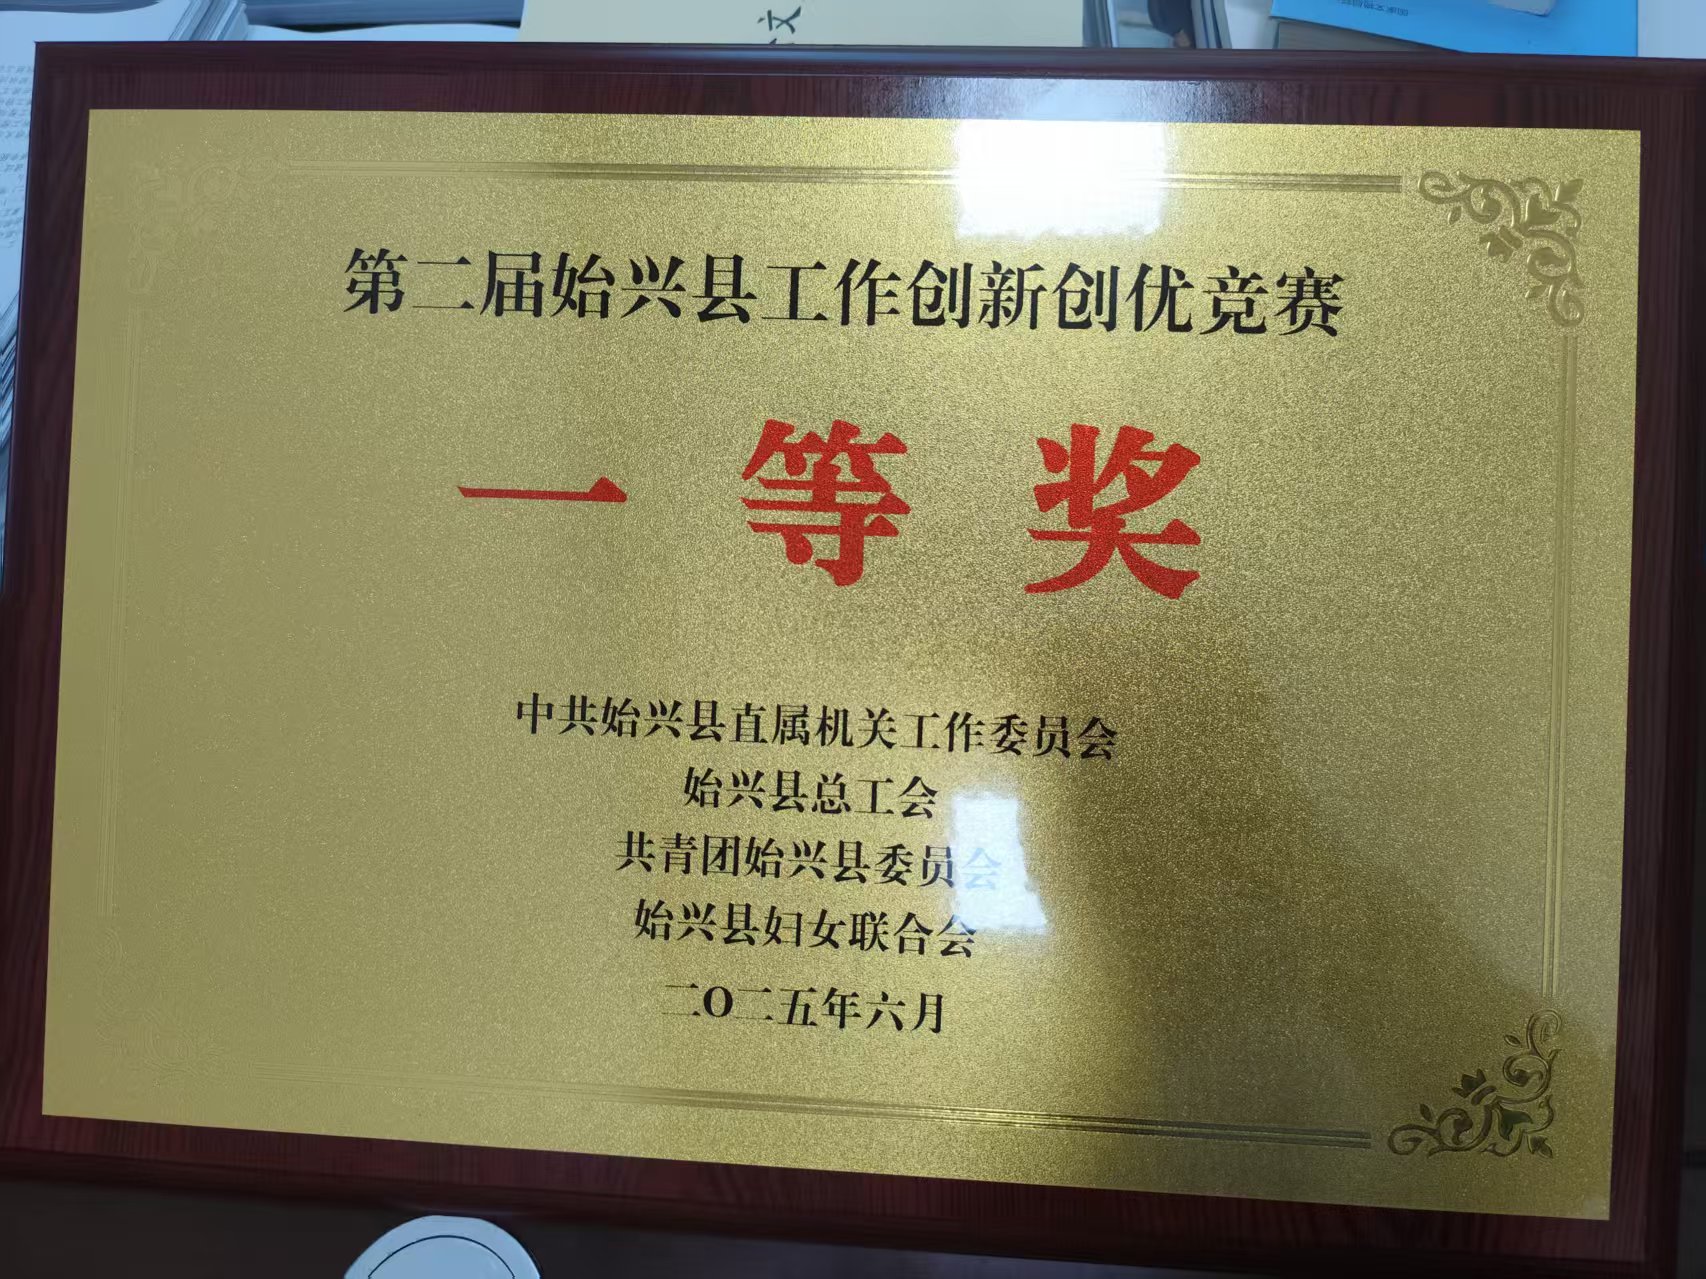 文
第二届始兴县工作创新创优竞赛
一等奖
中共始兴县直属机关工作委员会
始兴县总工会
共青团始兴县委员会
始兴县妇女联合会
二O二五年六月